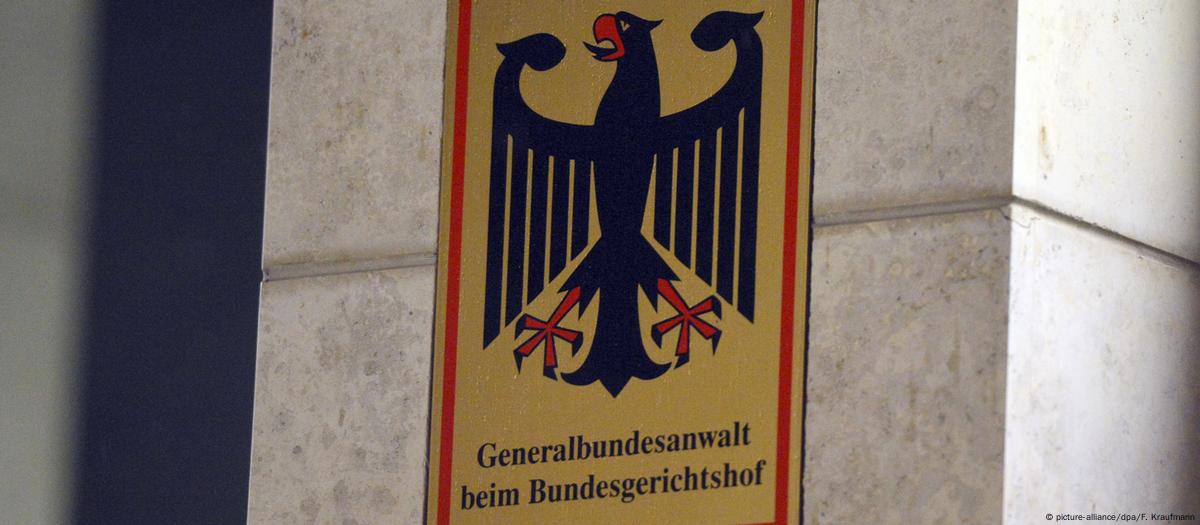 Generalbundesanwalt
beim Bundesgerichtshof
© picture-alliance/dpa/F. Kraufmann